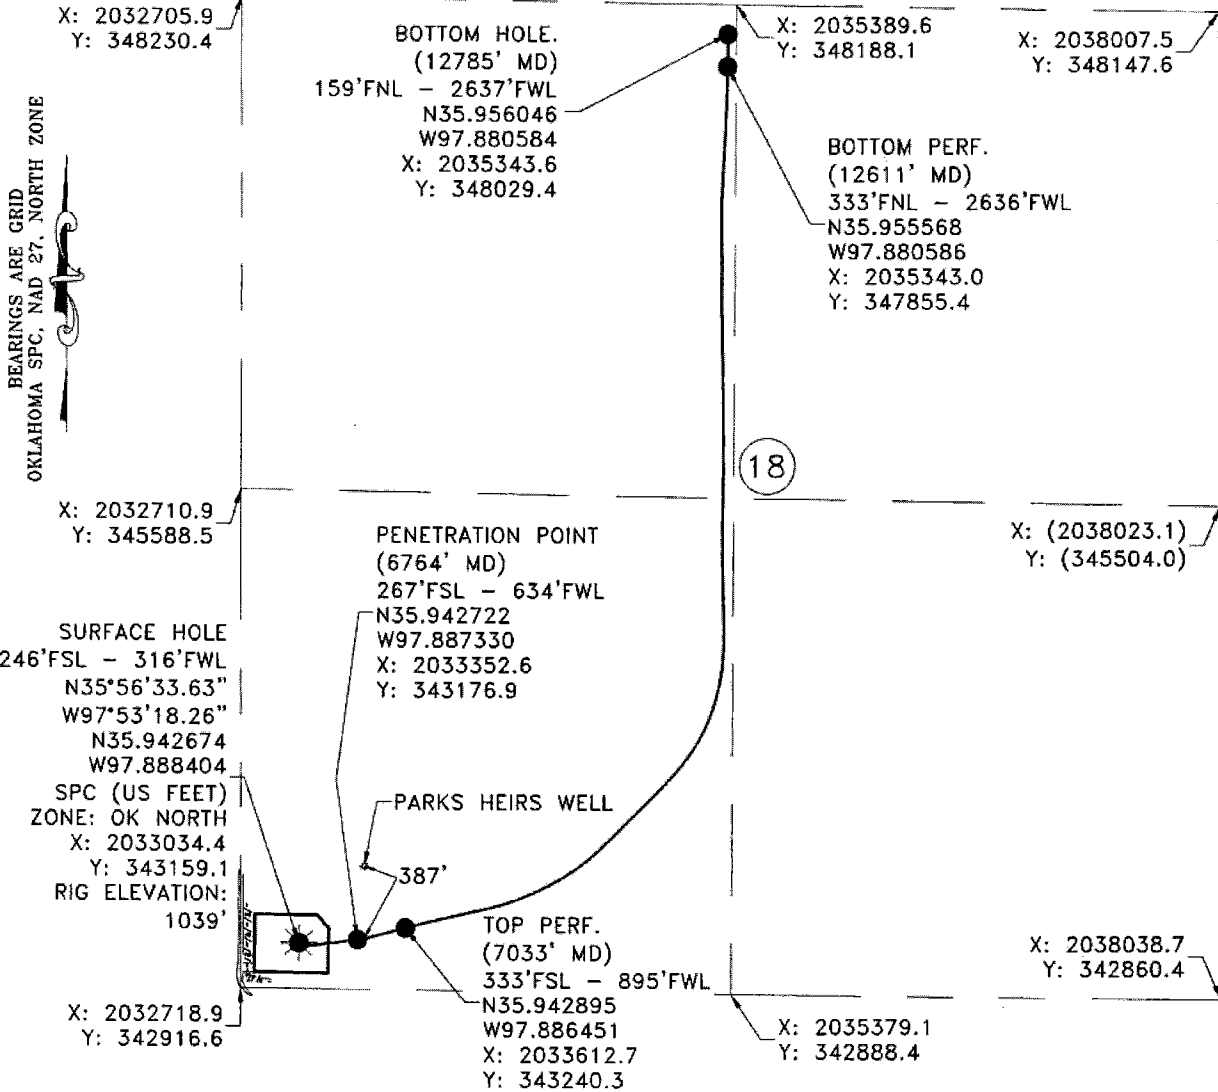 X: 2032705.9
Y: 348230.4
BOTTOM HOLE.
(12785' MD)
159'FNL - 2637'FWL
N35.956046
W97.880584
X: 2035343.6
Y: 348029.4
X: 2035389.6
Y: 348188.1
X: 2038007.5
Y: 348147.6
BOTTOM PERF.
(12611' MD)
333'FNL - 2636'FWL
N35.955568
W97.880586
X: 2035343.0
Y: 347855.4
BEARINGS ARE GRID
OKLAHOMA SPC, NAD 27, NORTH ZONE
18
X: 2032710.9
Y: 345588.5
X: (2038023.1)
Y: (345504.0)
PENETRATION POINT
(6764' MD)
267'FSL - 634'FWL
N35.942722
W97.887330
X: 2033352.6
Y: 343176.9
SURFACE HOLE
246'FSL - 316'FWL
N35°56'33.63"
W97°53'18.26"
N35.942674
W97.888404
SPC (US FEET)
ZONE: OK NORTH
X: 2033034.4
Y: 343159.1
RIG ELEVATION:
1039'
PARKS HEIRS WELL
387'
TOP PERF.
(7033' MD)
333'FSL - 895'FWL
N35.942895
W97.886451
X: 2033612.7
Y: 343240.3
X: 2038038.7
Y: 342860.4
X: 2032718.9
Y: 342916.6
X: 2035379.1
Y: 342888.4